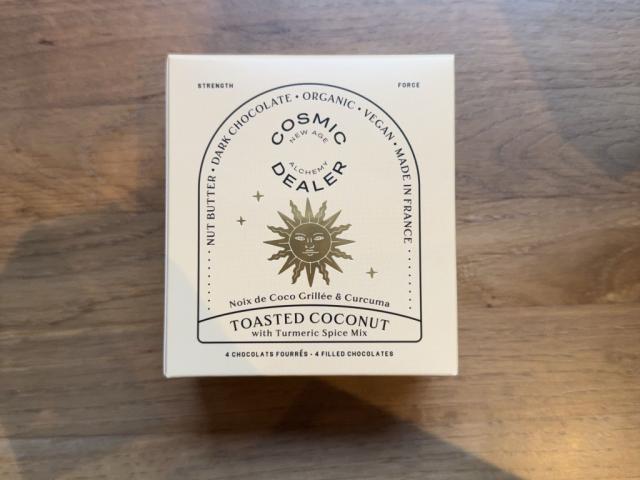 STRENGTH
FORCE
NUT BUTTER • DARK CHOCOLATE • ORGANIC • VEGAN • MADE IN FRANCE
COSMIC
NEW AGE
ALCHEMY
DEALER
Noix de Coco Grillée & Curcuma
TOASTED COCONUT
with Turmeric Spice Mix
4 CHOCOLATS FOURRÉS - 4 FILLED CHOCOLATES